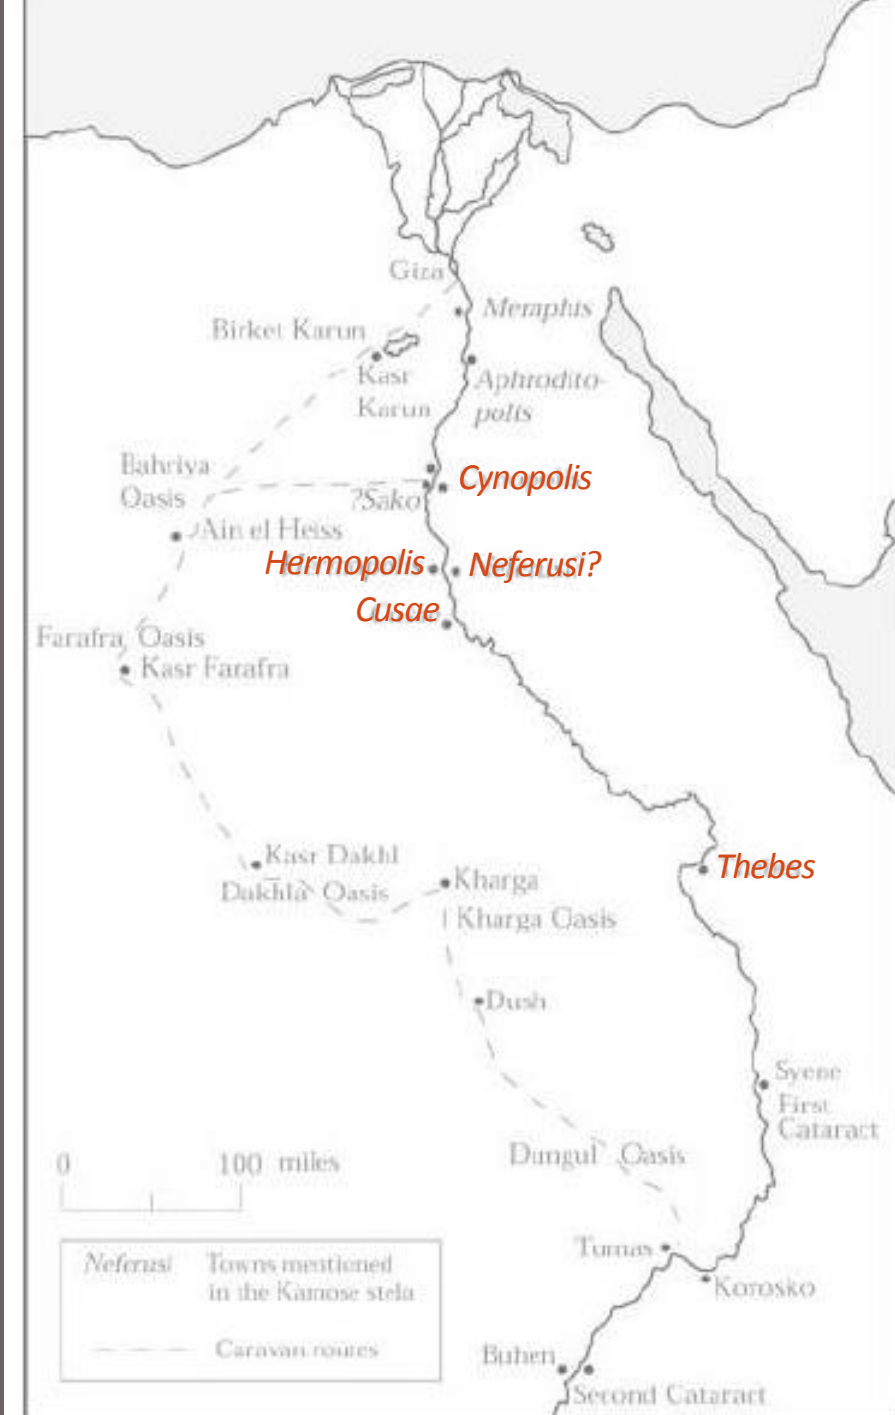 Giza
Memphis
Birket Karun
Kasr
Karun
Aphrodito-
polis
Bahriya
Oasis
Cynopolis
?Sako
Ain el Heiss
Hermopolis
Neferusi?
Cusae
Farafra Oasis
Kasr Farafra
Kasr Dakhl
Dakhla Oasis
Thebes
Kharga
Kharga Oasis
Dush
Syene
First
Cataract
Dungul Oasis
0 100 miles
Tumas
Korosko
Neferusi Towns mentioned
in the Kamose stela
Caravan routes
Buhen
Second Cataract